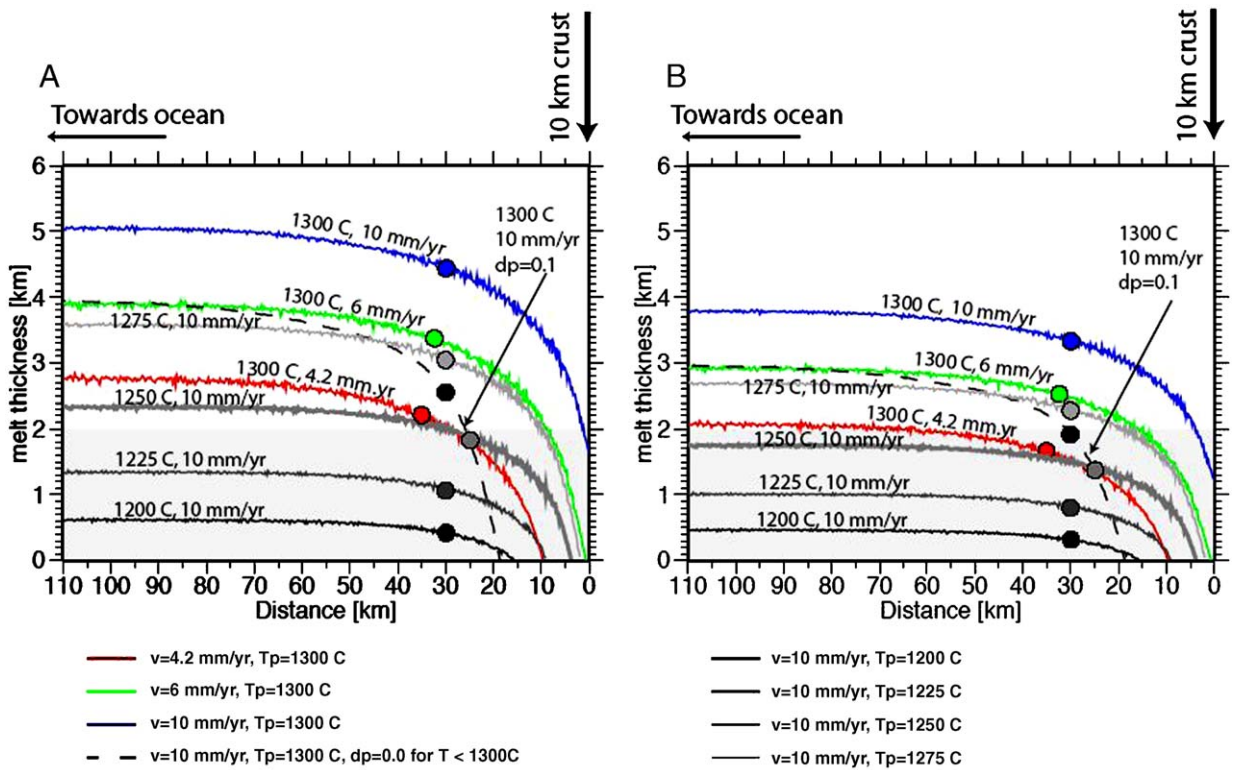 A
Towards ocean
10 km crust
6
5
4
3
2
1
0
melt thickness [km]
1300 C, 10 mm/yr
1300 C
10 mm/yr
dp=0.1
1300 C, 6 mm/yr
1275 C, 10 mm/yr
1300 C, 4.2 mm.yr
1250 C, 10 mm/yr
1225 C, 10 mm/yr
1200 C, 10 mm/yr
110 100 90 80 70 60 50 40 30 20 10 0
Distance [km]
B
Towards ocean
10 km crust
6
5
4
3
2
1
0
melt thickness [km]
1300 C, 10 mm/yr
1300 C
10 mm/yr
dp=0.1
1300 C, 6 mm/yr
1275 C, 10 mm/yr
1300 C, 4.2 mm.yr
1250 C, 10 mm/yr
1225 C, 10 mm/yr
1200 C, 10 mm/yr
110 100 90 80 70 60 50 40 30 20 10 0
Distance [km]
v=4.2 mm/yr, Tp=1300 C
v=6 mm/yr, Tp=1300 C
v=10 mm/yr, Tp=1300 C
v=10 mm/yr, Tp=1300 C, dp=0.0 for T < 1300C
v=10 mm/yr, Tp=1200 C
v=10 mm/yr, Tp=1225 C
v=10 mm/yr, Tp=1250 C
v=10 mm/yr, Tp=1275 C